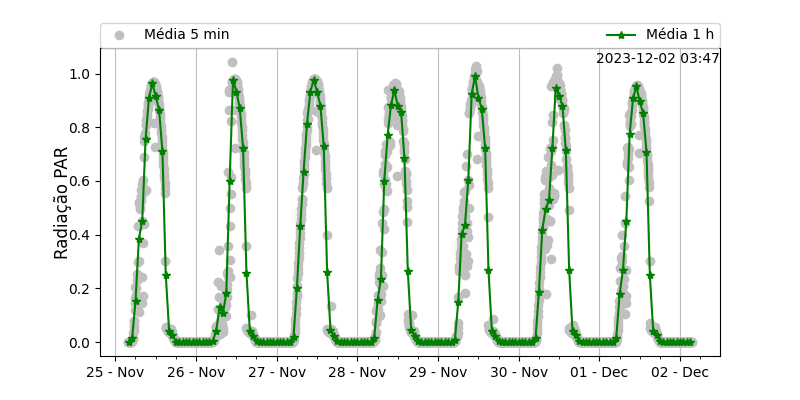 Média 5 min
Média 1 h
2023-12-02 03:47
Radiação PAR
1.0
0.8
0.6
0.4
0.2
0.0
25 - Nov
26 - Nov
27 - Nov
28 - Nov
29 - Nov
30 - Nov
01 - Dec
02 - Dec